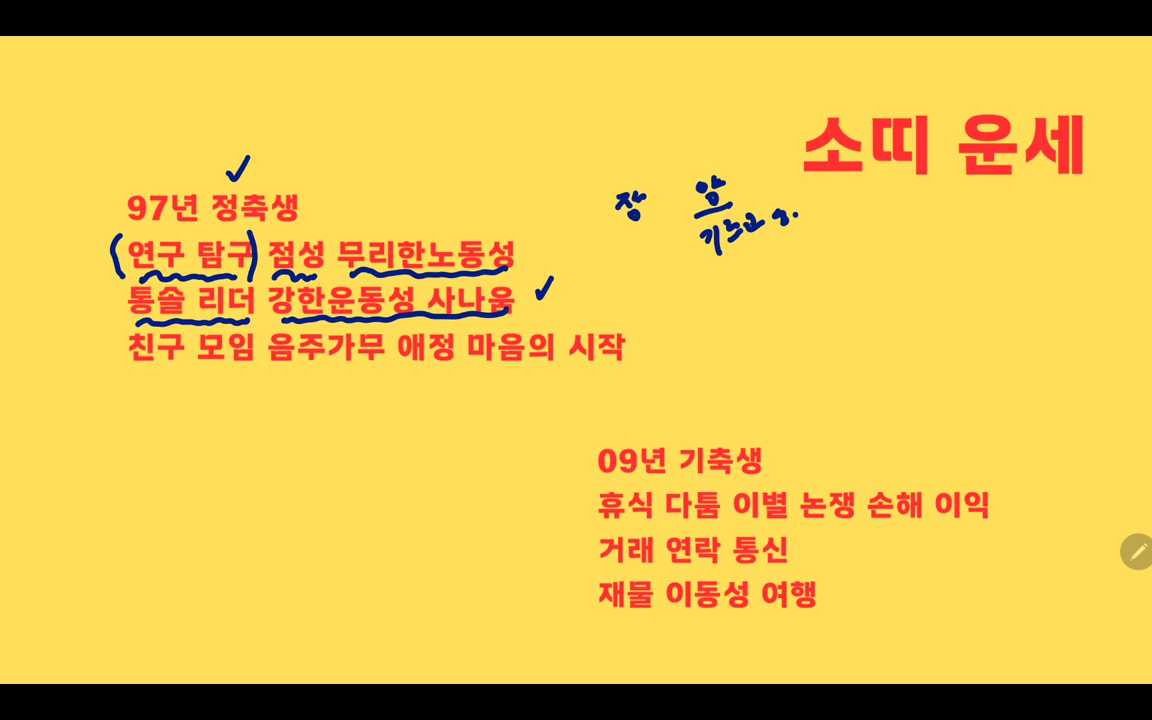 소띠 운세
97년 정축생
연구 탐구 점성 무리한노동성
통솔 리더 강한운동성 사나움
친구 모임 음주가무 애정 마음의 시작
09년 기축생
휴식 다툼 이별 논쟁 손해 이익
거래 연락 통신
재물 이동성 여행